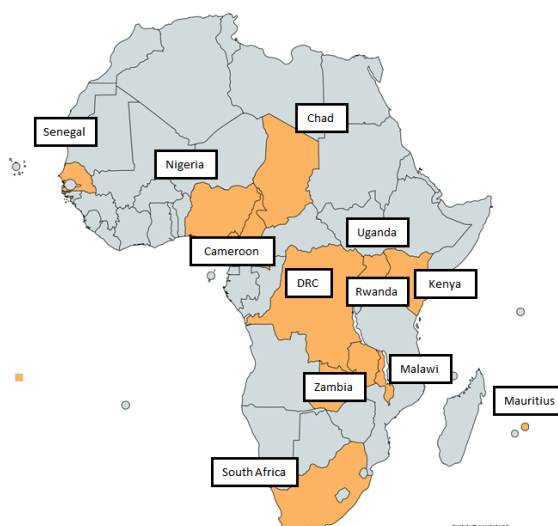 Chad
Senegal
Nigeria
Uganda
Cameroon
DRC
Rwanda
Kenya
Malawi
Zambia
Mauritius
South Africa